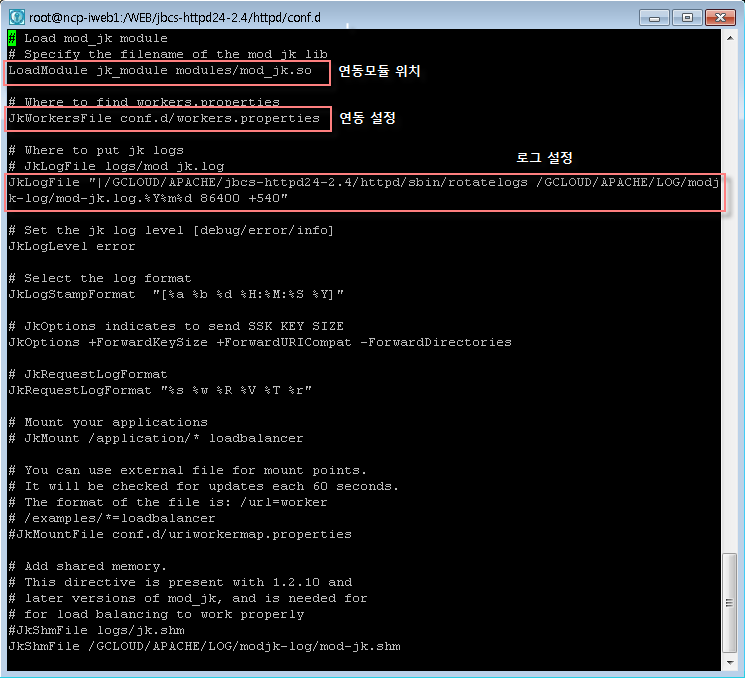 root@ncp-iweb1:/WEB/jbcs-httpd24-2.4/httpd/conf.d
# Load mod_jk module
# Specify the filename of the mod_jk lib
LoadModule jk_module modules/mod_jk.so 연동모듈 위치
# Where to find workers.properties
JkWorkersFile conf.d/workers.properties 연동 설정
# Where to put jk logs
로그 설정
# JkLogFile logs/mod_jk.log
JkLogFile "|/GCLOUD/APACHE/jbcs-httpd24-2.4/httpd/sbin/rotatelogs /GCLOUD/APACHE/LOG/modj
k-log/mod-jk.log.%Y%m%d 86400 +540"
# Set the jk log level [debug/error/info]
JkLogLevel error
# Select the log format
JkLogStampFormat  "[%a %b %d %H:%M:%S %Y]"
# JkOptions indicates to send SSK KEY SIZE
JkOptions +ForwardKeySize +ForwardURICompat -ForwardDirectories
# JkRequestLogFormat
JkRequestLogFormat "%s %w %R %V %T %r"
# Mount your applications
# JkMount /application/* loadbalancer
# You can use external file for mount points.
# It will be checked for updates each 60 seconds.
# The format of the file is: /url=worker
# /examples/*=loadbalancer
#JkMountFile conf.d/uriworkermap.properties
# Add shared memory.
# This directive is present with 1.2.10 and
# later versions of mod_jk, and is needed for
# for load balancing to work properly
#JkShmFile logs/jk.shm
JkShmFile /GCLOUD/APACHE/LOG/modjk-log/mod-jk.shm